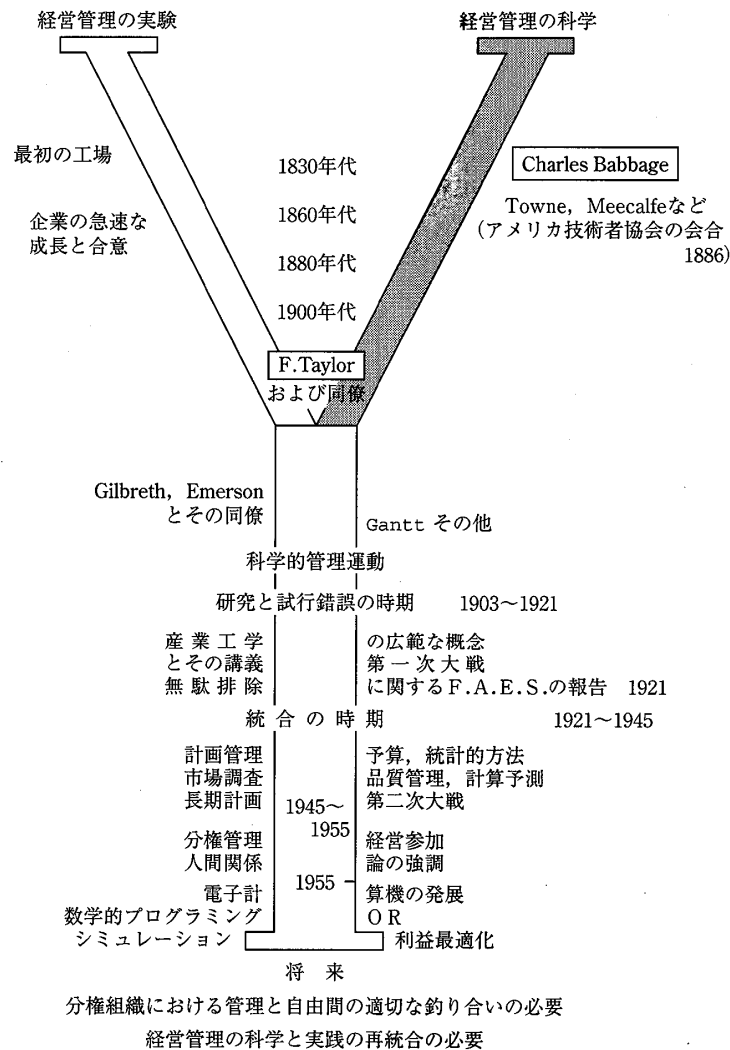 経営管理の実験
経営管理の科学
最初の工場
1830年代
Charles Babbage
企業の急速な
成長と合意
1860年代
Towne, Meecalfeなど
(アメリカ技術者協会の会合
1886)
1880年代
1900年代
F.Taylor
および同僚
Gilbreth, Emerson
とその同僚
Gantt その他
科学的管理運動
研究と試行錯誤の時期 1903〜1921
産業工学 の広範な概念
とその講義 第一次大戦
無駄排除 に関するF.A.E.S.の報告 1921
統合の時期 1921〜1945
計画管理 予算,統計的方法
市場調査 品質管理,計算予測
長期計画 第二次大戦
1945〜
1955
分権管理 経営参加
人間関係 論の強調
1955
電子計 算機の発展
数学的プログラミング OR
シミュレーション 利益最適化
将来
分権組織における管理と自由間の適切な釣り合いの必要
経営管理の科学と実践の再統合の必要